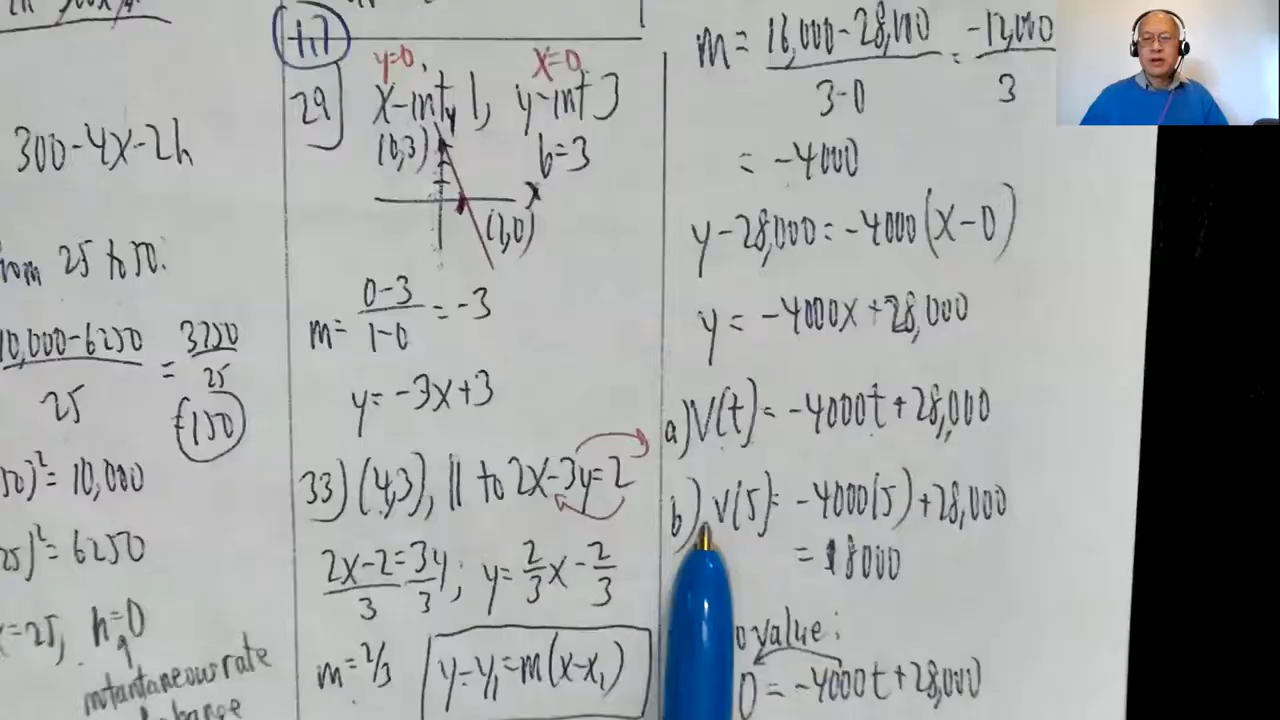 300-4x-2h
from 25 to 50.
10,000-6250 / 25 = 3750 / 25
(150)
50)²= 10,000
25)²= 6250
x=25, h=0
instantaneous rate
change
1.1
29) y=0, x=0
x-int 1, y-int 3
y
(0,3) b=3
x
(1,0)
m= 0-3 / 1-0 = -3
y= -3x+3
33) (4,3), || to 2x-3y=2
2x-2 / 3 = 3y / 3 ; y= 2/3 x - 2/3
m=2/3
y-y₁=m(x-x₁)
m= 16,000-28,000 / 3-0 = -12,000 / 3
= -4000
y-28,000= -4000(x-0)
y= -4000x+28,000
a) V(t)= -4000t+28,000
b) V(5)= -4000(5)+28,000
= 8000
value:
0 = -4000t+28,000